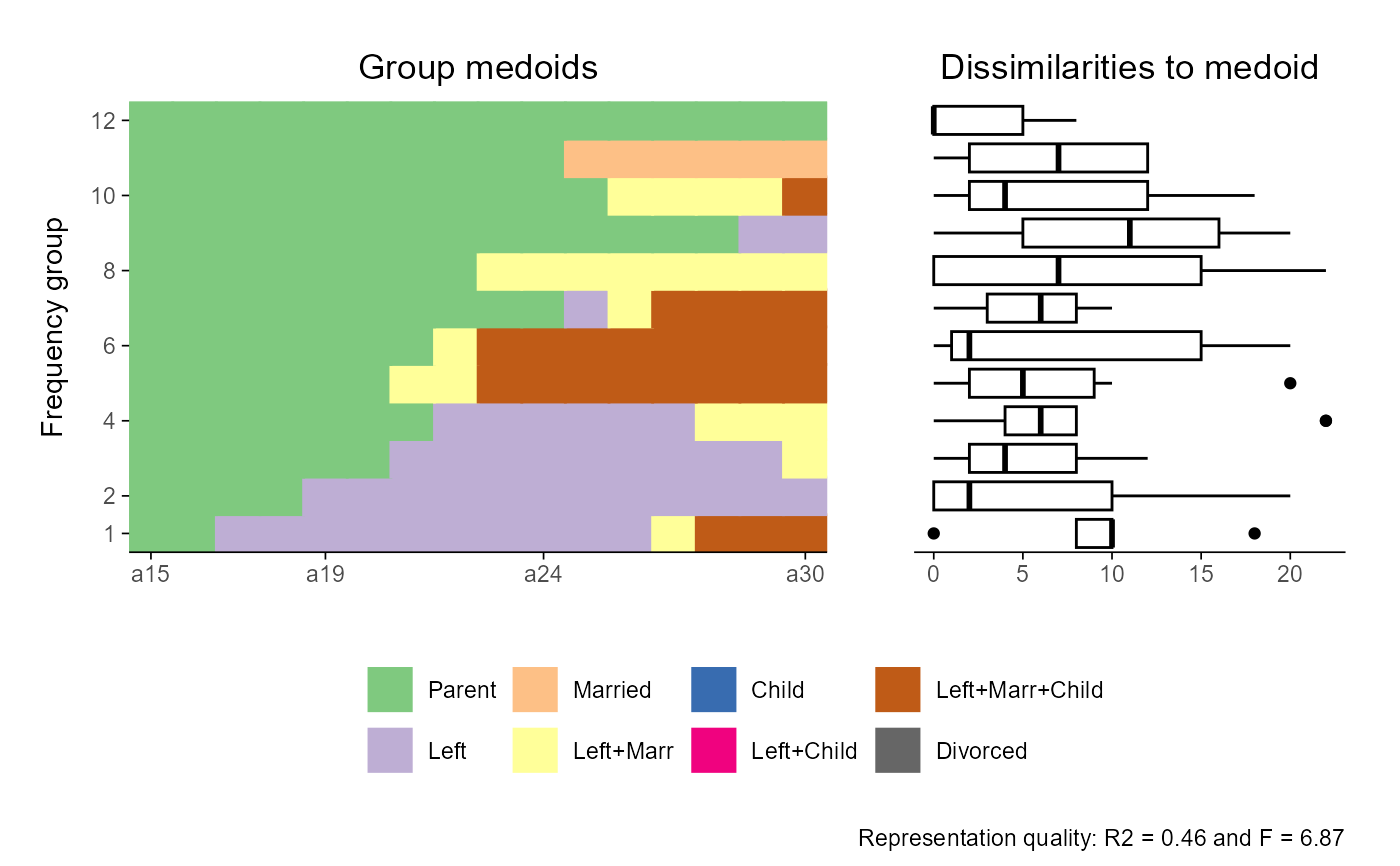 Group medoids
Dissimilarities to medoid
Frequency group
12
10
8
6
4
2
1
a15 a19 a24 a30
0 5 10 15 20
Parent Married Child Left+Marr+Child
Left Left+Marr Left+Child Divorced
Representation quality: R2 = 0.46 and F = 6.87